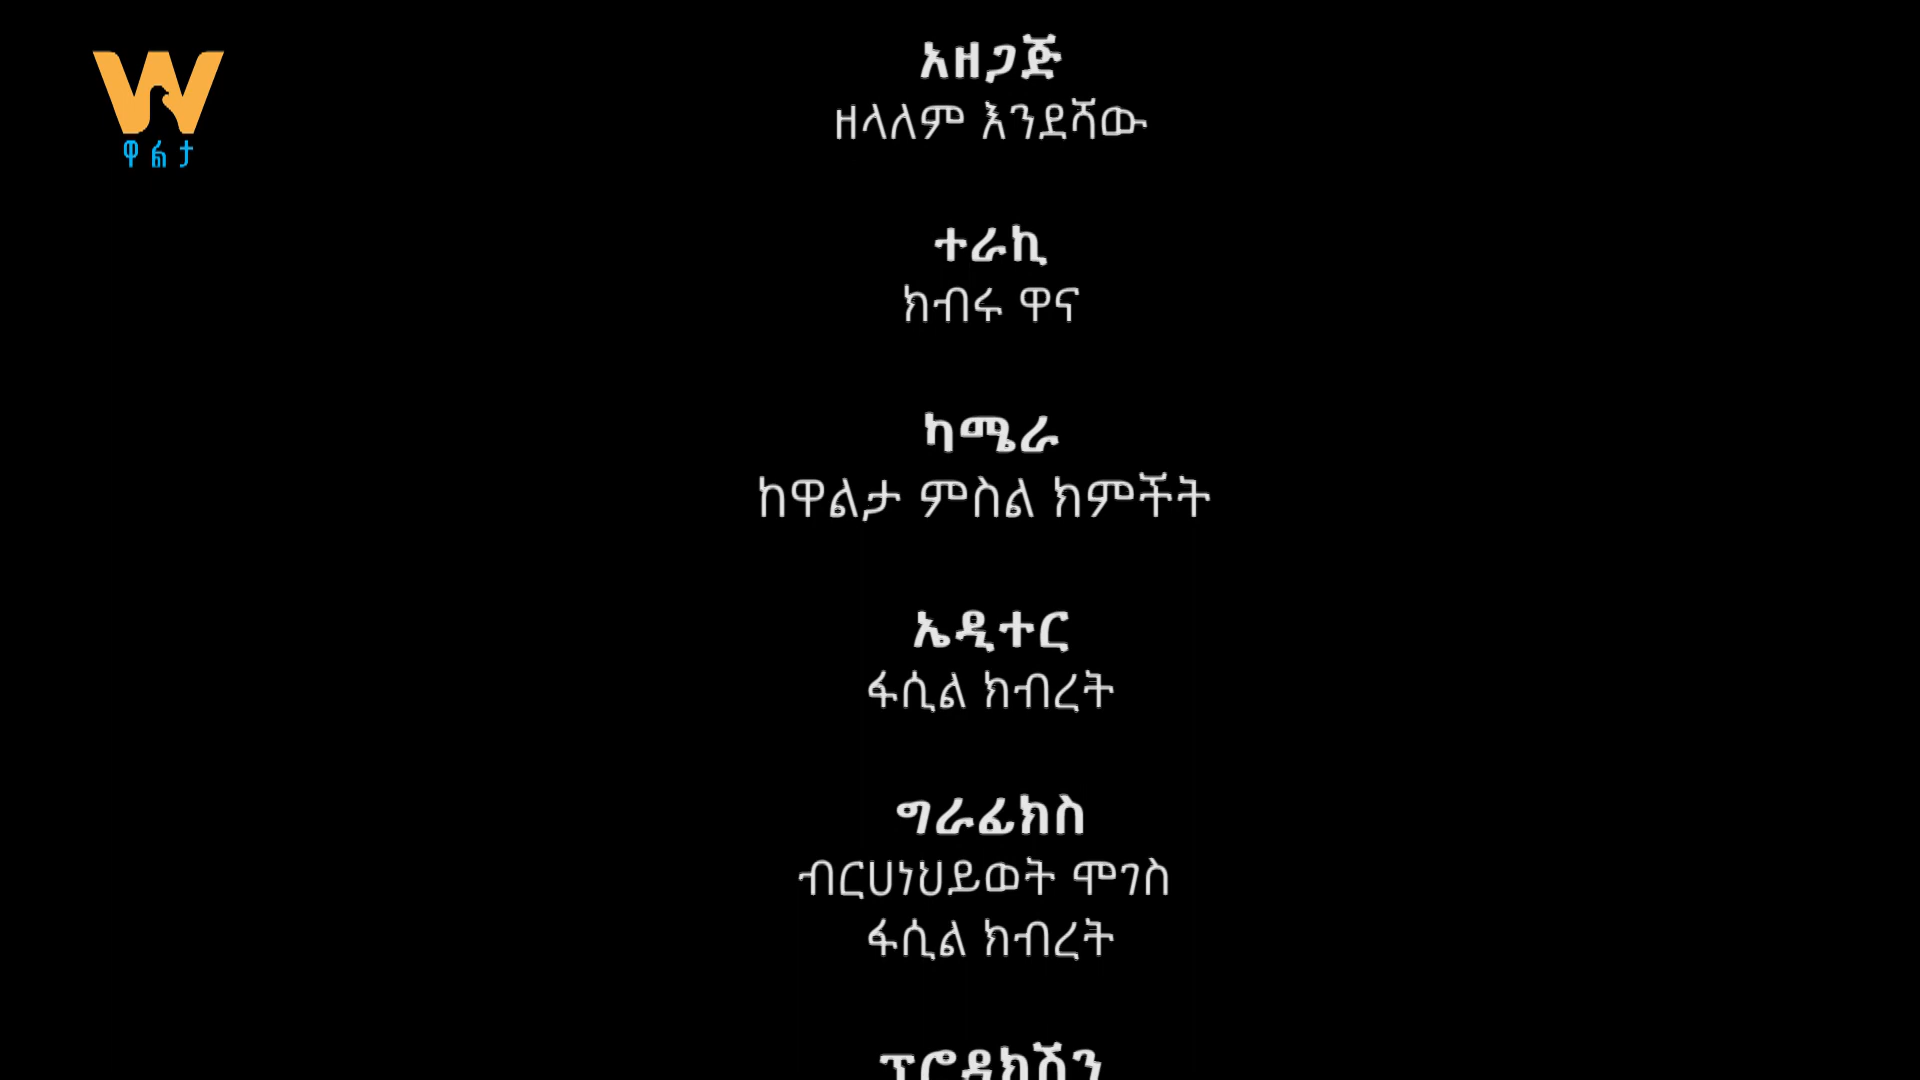 ዋልታ
አዘጋጅ
ዘላለም እንደሻው
ተራኪ
ክብሩ ዋና
ካሜራ
ከዋልታ ምስል ክምችት
ኤዲተር
ፋሲል ክብረት
ግራፊክስ
ብርሀነህይወት ሞገስ
ፋሲል ክብረት
ፕሮዳክሽን